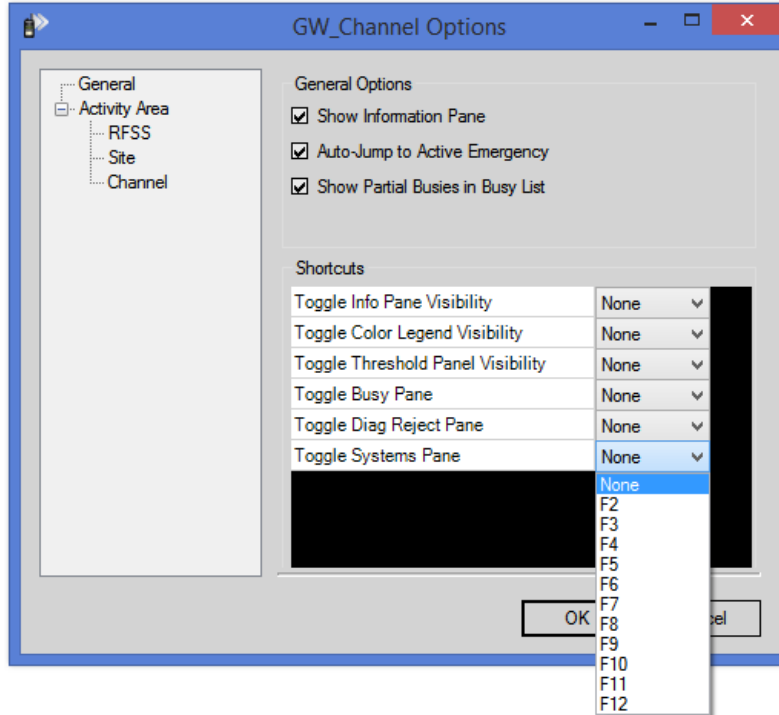 GW_Channel Options
General
Activity Area
RFSS
Site
Channel
General Options
Show Information Pane
Auto-Jump to Active Emergency
Show Partial Busies in Busy List
Shortcuts
Toggle Info Pane Visibility None
Toggle Color Legend Visibility None
Toggle Threshold Panel Visibility None
Toggle Busy Pane None
Toggle Diag Reject Pane None
Toggle Systems Pane None
None
F2
F3
F4
F5
F6
F7
F8
F9
F10
F11
F12
OK